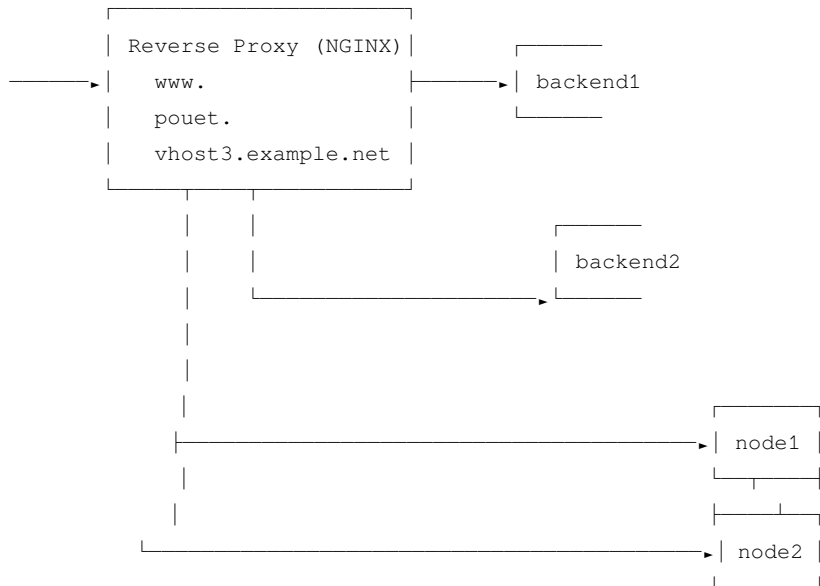 Reverse Proxy (NGINX)
www.
backend1
pouet.
vhost3.example.net
backend2
node1
node2